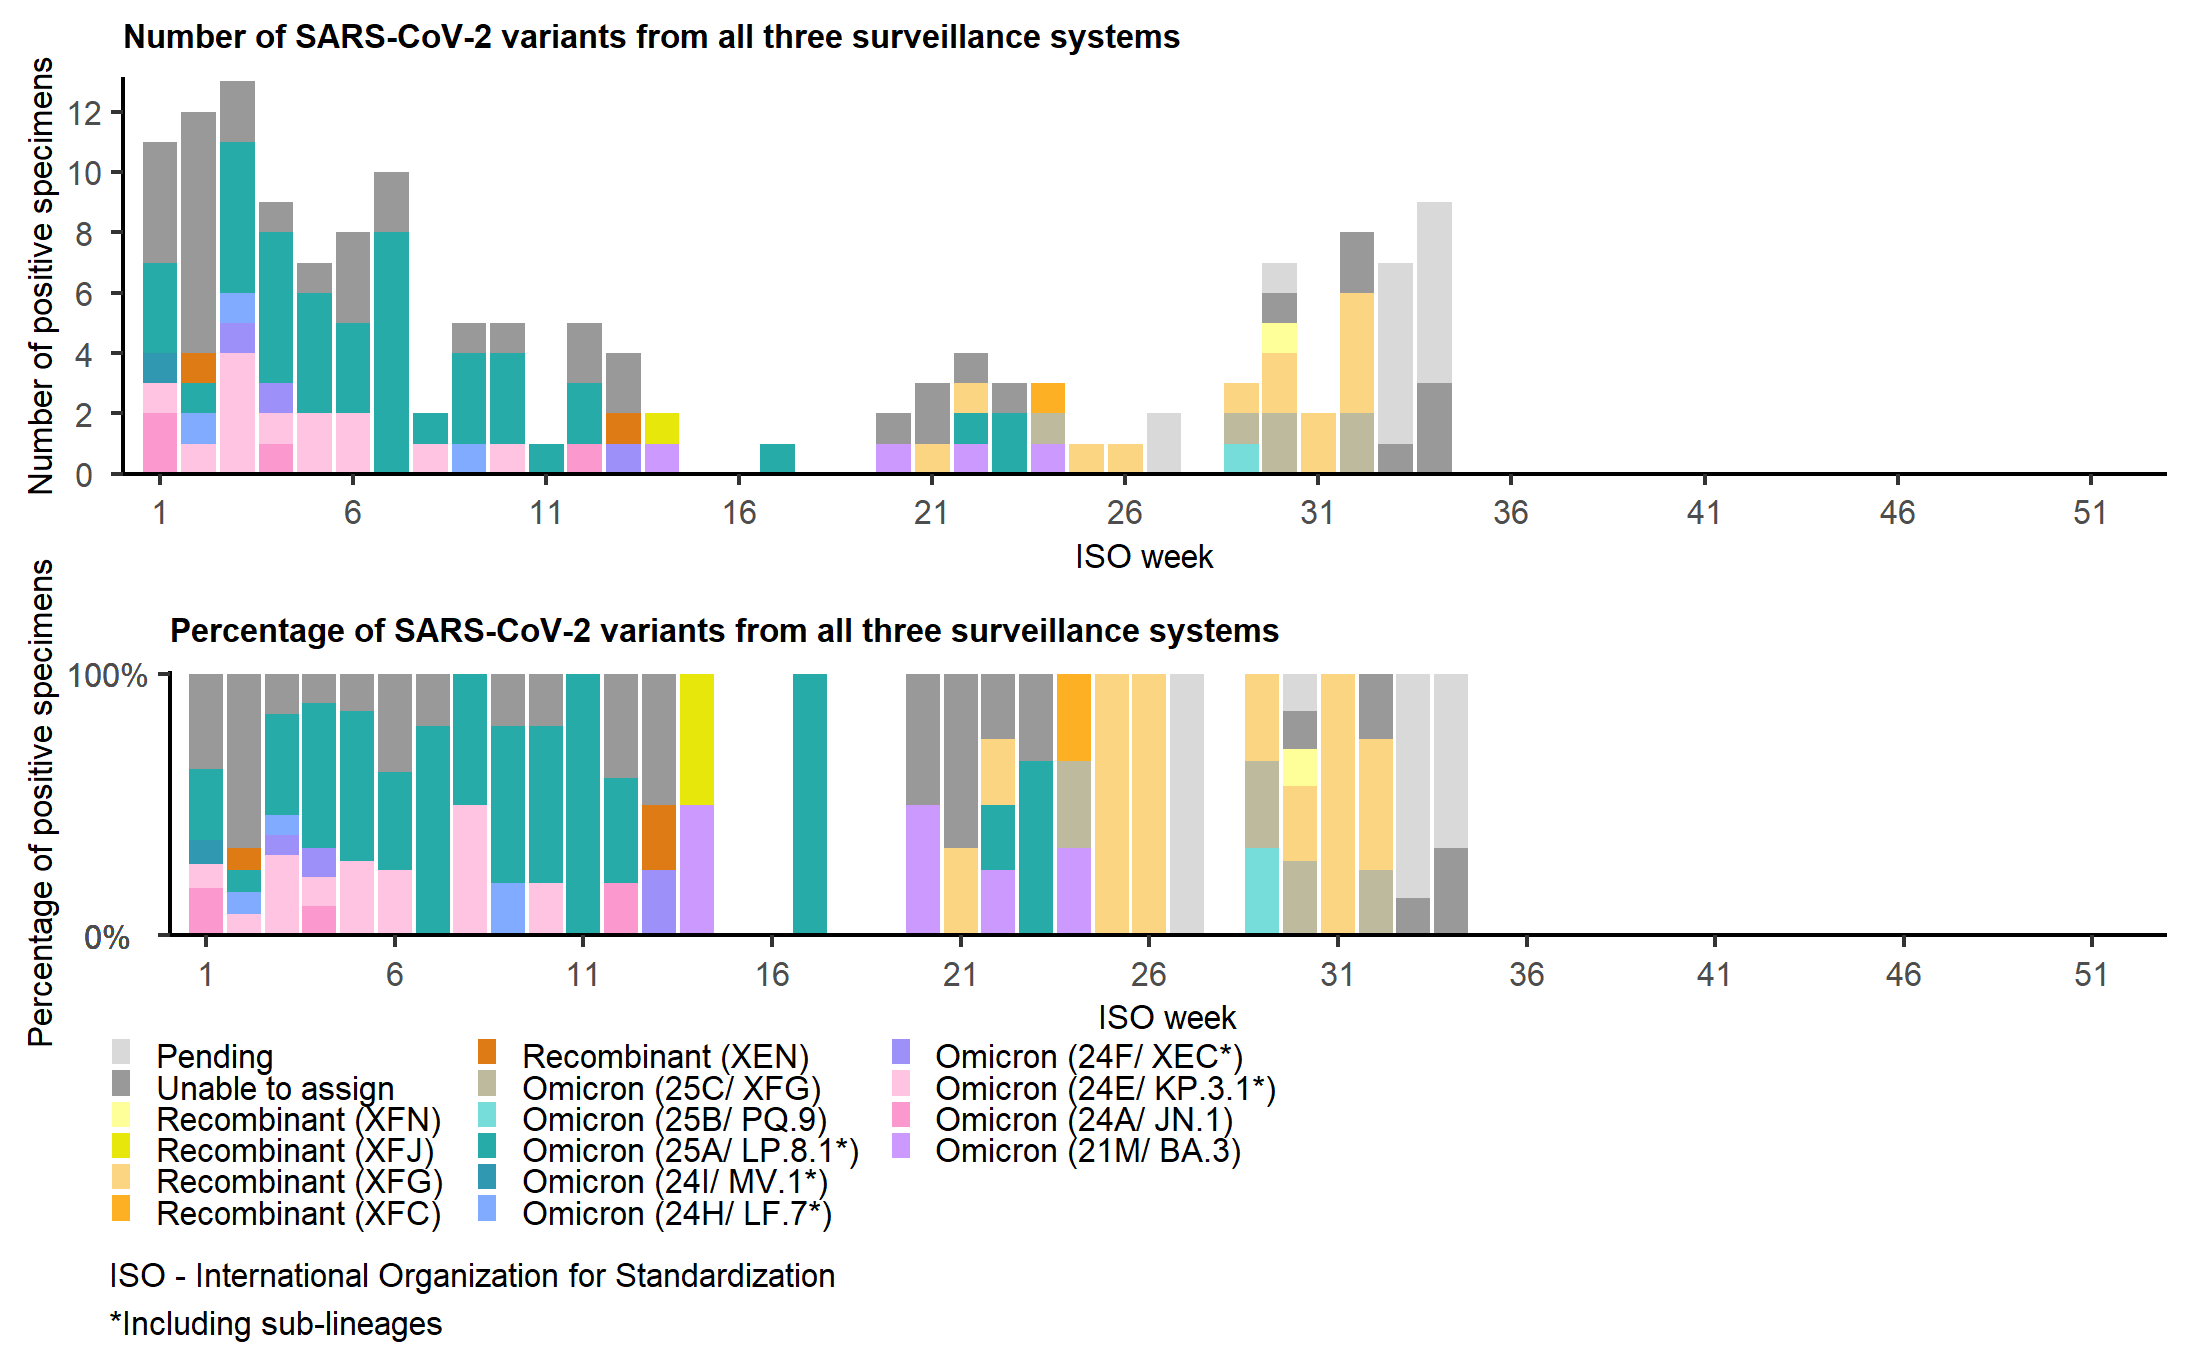 Number of SARS-CoV-2 variants from all three surveillance systems
Number of positive specimens
12
10
8
6
4
2
0
1 6 11 16 21 26 31 36 41 46 51
ISO week
Percentage of SARS-CoV-2 variants from all three surveillance systems
Percentage of positive specimens
100%
0%
1 6 11 16 21 26 31 36 41 46 51
ISO week
Pending
Unable to assign
Recombinant (XFN)
Recombinant (XFJ)
Recombinant (XFG)
Recombinant (XFC)
Recombinant (XEN)
Omicron (25C/ XFG)
Omicron (25B/ PQ.9)
Omicron (25A/ LP.8.1*)
Omicron (24I/ MV.1*)
Omicron (24H/ LF.7*)
Omicron (24F/ XEC*)
Omicron (24E/ KP.3.1*)
Omicron (24A/ JN.1)
Omicron (21M/ BA.3)
ISO - International Organization for Standardization
*Including sub-lineages